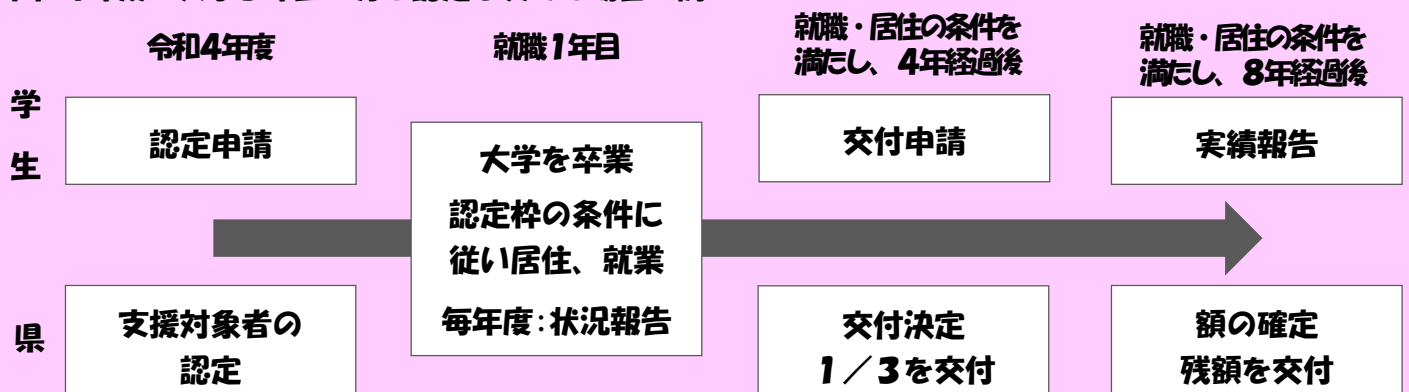 令和4年度
就職1年目
就職・居住の条件を
満たし、4年経過後
就職・居住の条件を
満たし、8年経過後
学
生
認定申請
大学を卒業
認定枠の条件に
従い居住、就業
毎年度：状況報告
交付申請
実績報告
県
支援対象者の
認定
交付決定
1／3を交付
額の確定
残額を交付